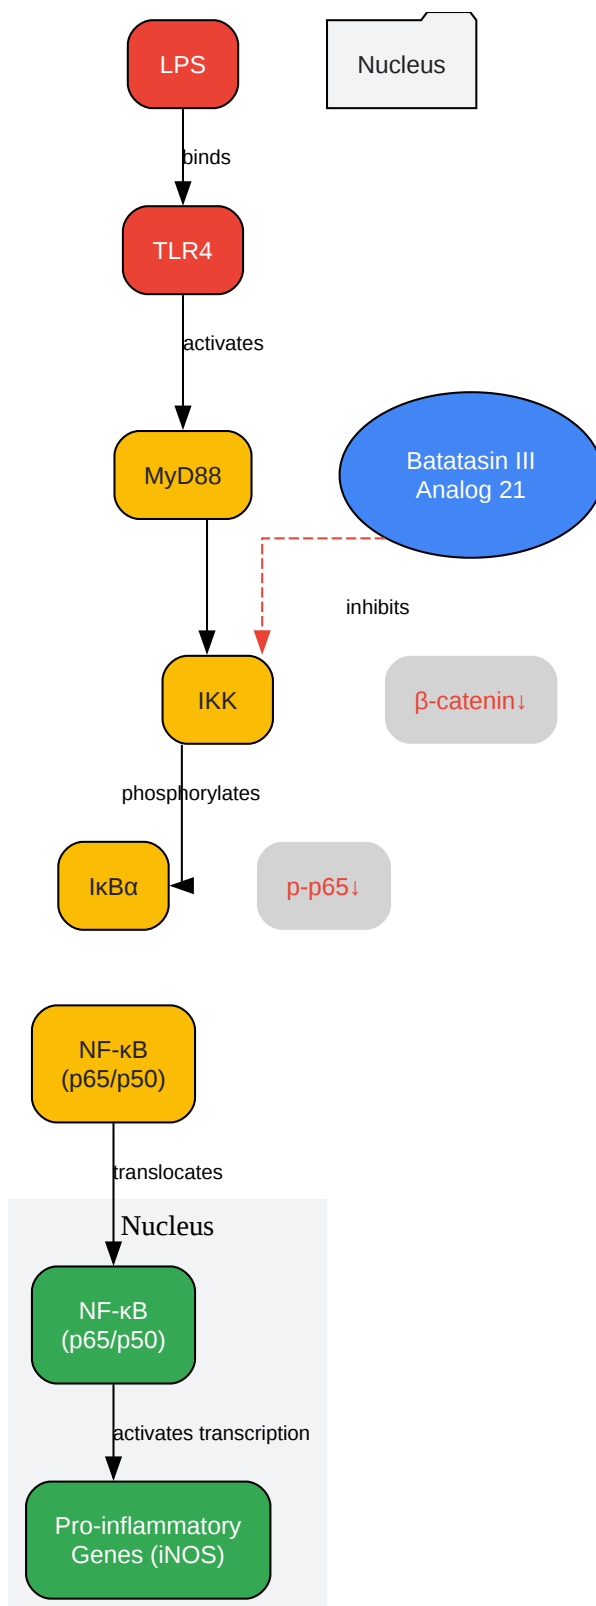 LPS
Nucleus
binds
TLR4
activates
MyD88
Batatasin III
Analog 21
inhibits
IKK
β-catenin↓
phosphorylates
IκBα
p-p65↓
NF-κB
(p65/p50)
translocates
Nucleus
NF-κB
(p65/p50)
activates transcription
Pro-inflammatory
Genes (iNOS)